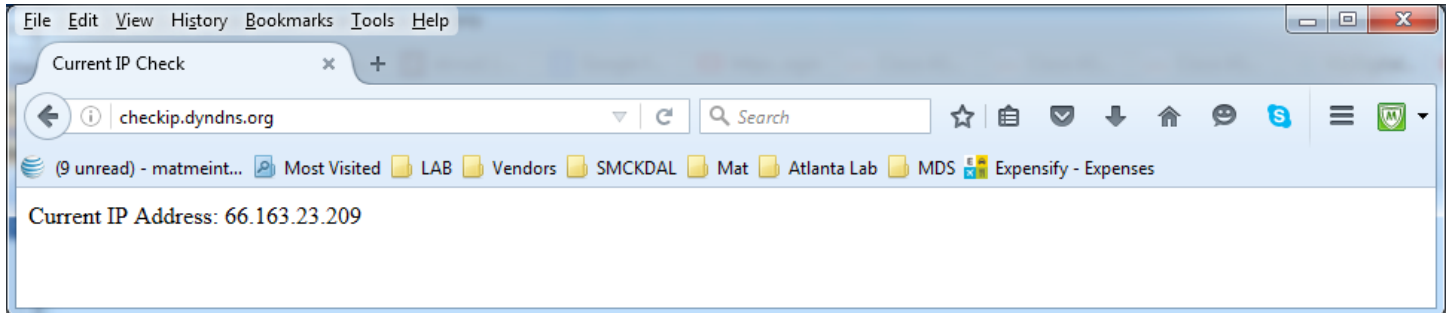 File Edit View History Bookmarks Tools Help
Current IP Check
checkip.dyndns.org Search
(9 unread) - matmeint... Most Visited LAB Vendors SMCKDAL Mat Atlanta Lab MDS Expensify - Expenses
Current IP Address: 66.163.23.209